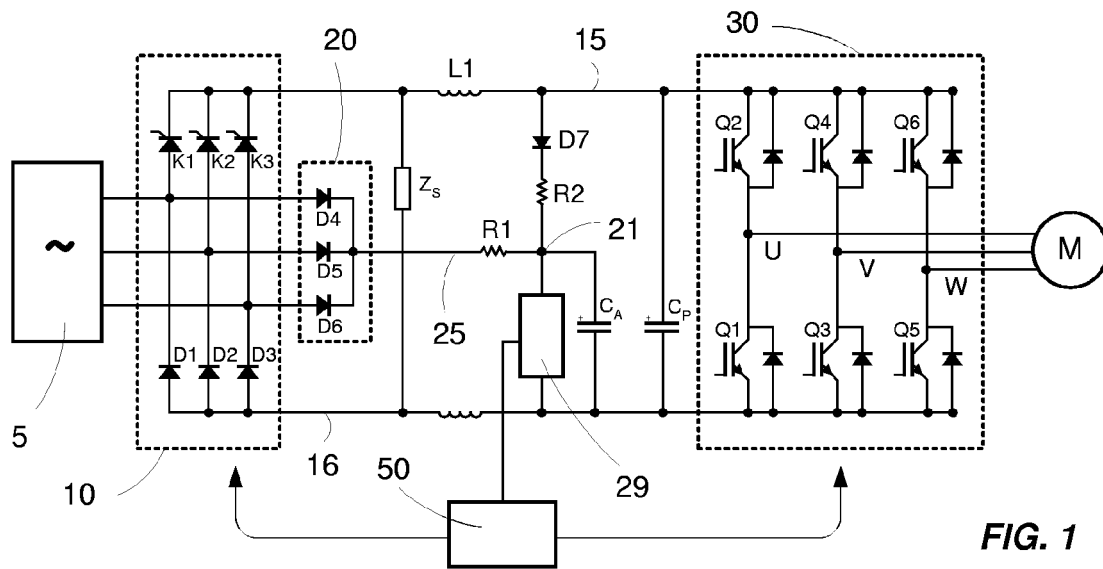 30
20
15
L1
Q2
Q4
Q6
D7
K1
K2
K3
Z_S
R2
~
D4
R1
21
U
M
D5
V
W
D6
25
C_A
C_P
+
+
D1
D2
D3
Q1
Q3
Q5
5
16
29
10
50
FIG. 1